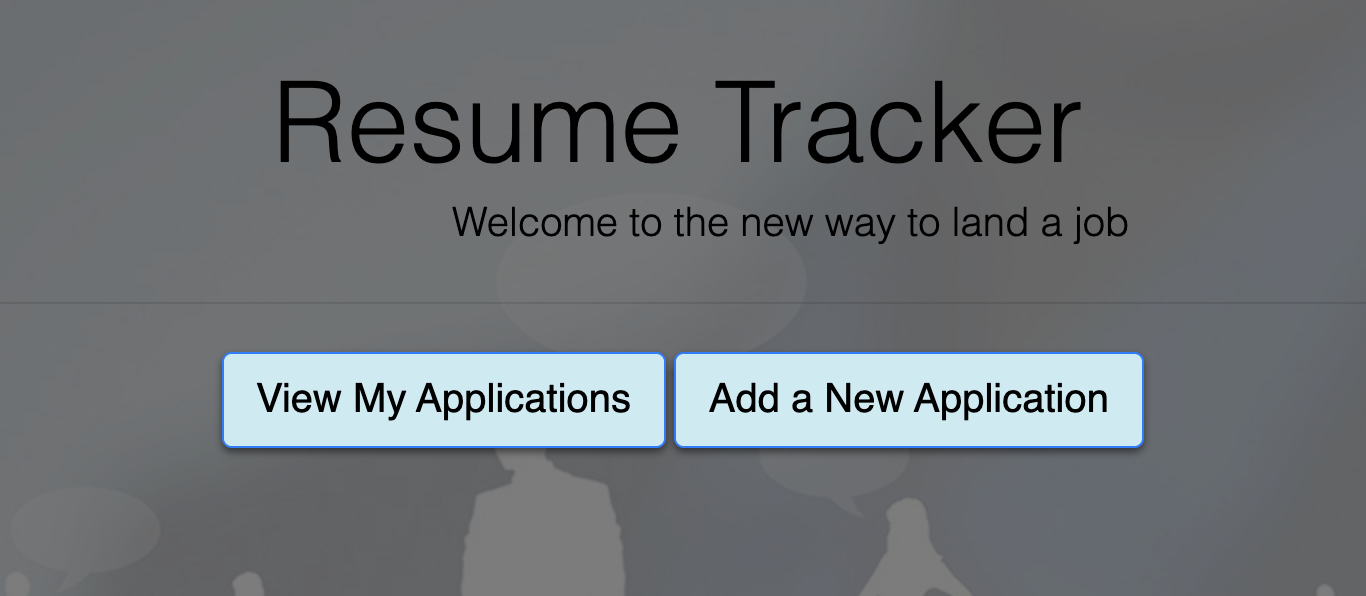 Resume Tracker
Welcome to the new way to land a job
View My Applications
Add a New Application